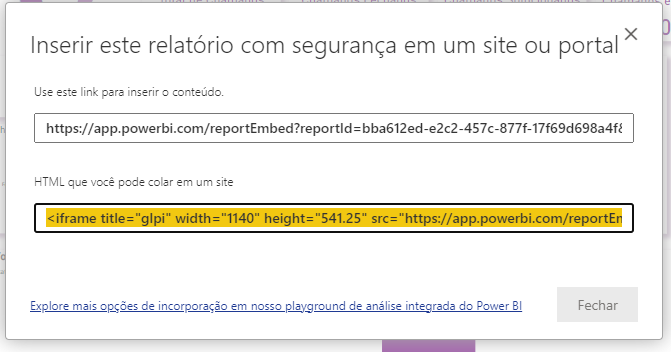 Inserir este relatório com segurança em um site ou portal
Use este link para inserir o conteúdo.
https://app.powerbi.com/reportEmbed?reportId=bba612ed-e2c2-457c-877f-17f69d698a4f&
HTML que você pode colar em um site
<iframe title="glpi" width="1140" height="541.25" src="https://app.powerbi.com/reportEm
Explore mais opções de incorporação em nosso playground de análise integrada do Power BI
Fechar